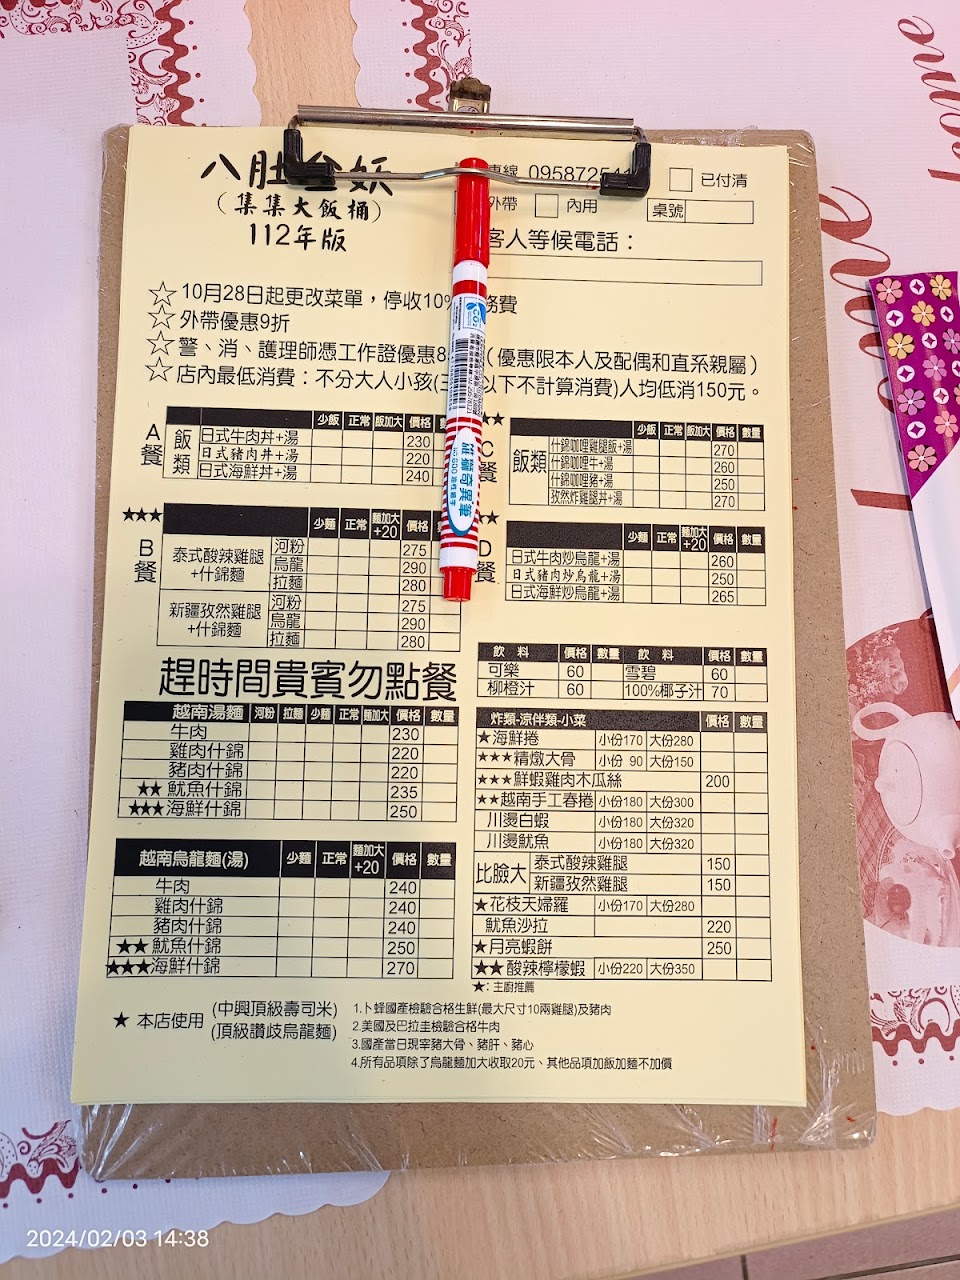 八肚
(集集大飯桶)
112年版
專線 0958725
已付清
外帶 內用 桌號
客人等候電話：
☆10月28日起更改菜單，停收10% 務費
☆外帶優惠9折
☆警、消、護理師憑工作證優惠8 (優惠限本人及配偶和直系親屬)
☆店內最低消費：不分大人小孩( 以下不計算消費)人均低消150元。
A餐 飯類 少飯 正常 飯加大 價格
日式牛肉丼+湯 230
日式豬肉丼+湯 220
日式海鮮丼+湯 240
★★ C餐 飯類 少飯 正常 飯加大 價格 數量
什錦咖哩雞腿飯+湯 270
什錦咖哩牛+湯 260
什錦咖哩豬+湯 250
孜然炸雞腿丼+湯 270
★★★ B餐 少麵 正常 麵加大+20 價格
泰式酸辣雞腿+什錦麵 河粉 275
烏龍 290
拉麵 280
新疆孜然雞腿+什錦麵 河粉 275
烏龍 290
拉麵 280
★ D餐 少麵 正常 麵加大+20 價格 數量
日式牛肉炒烏龍+湯 260
日式豬肉炒烏龍+湯 250
日式海鮮炒烏龍+湯 265
趕時間貴賓勿點餐
越南湯麵 河粉 拉麵 少麵 正常 麵加大 價格 數量
牛肉 230
雞肉什錦 220
豬肉什錦 220
★★魷魚什錦 235
★★★海鮮什錦 250
越南烏龍麵(湯) 少麵 正常 麵加大+20 價格 數量
牛肉 240
雞肉什錦 240
豬肉什錦 240
★★魷魚什錦 250
★★★海鮮什錦 270
飲料 價格 數量 飲料 價格 數量
可樂 60 雪碧 60
柳橙汁 60 100%椰子汁 70
炸類-涼伴類-小菜 價格 數量
★海鮮捲 小份170 大份280
★★★精燉大骨 小份 90 大份150
★★★鮮蝦雞肉木瓜絲 200
★★越南手工春捲 小份180 大份300
川燙白蝦 小份180 大份320
川燙魷魚 小份180 大份320
比臉大 泰式酸辣雞腿 150
新疆孜然雞腿 150
★花枝天婦羅 小份170 大份280
魷魚沙拉 220
★月亮蝦餅 250
★★酸辣檸檬蝦 小份220 大份350
★：主廚推薦
★ 本店使用 (中興頂級壽司米)
(頂級讚歧烏龍麵)
1.卜蜂國產檢驗合格生鮮(最大尺寸10兩雞腿)及豬肉
2.美國及巴拉圭檢驗合格牛肉
3.國產當日現宰豬大骨、豬肝、豬心
4.所有品項除了烏龍麵加大收取20元、其他品項加飯加麵不加價
雄獅奇異筆
2024/02/03 14:38